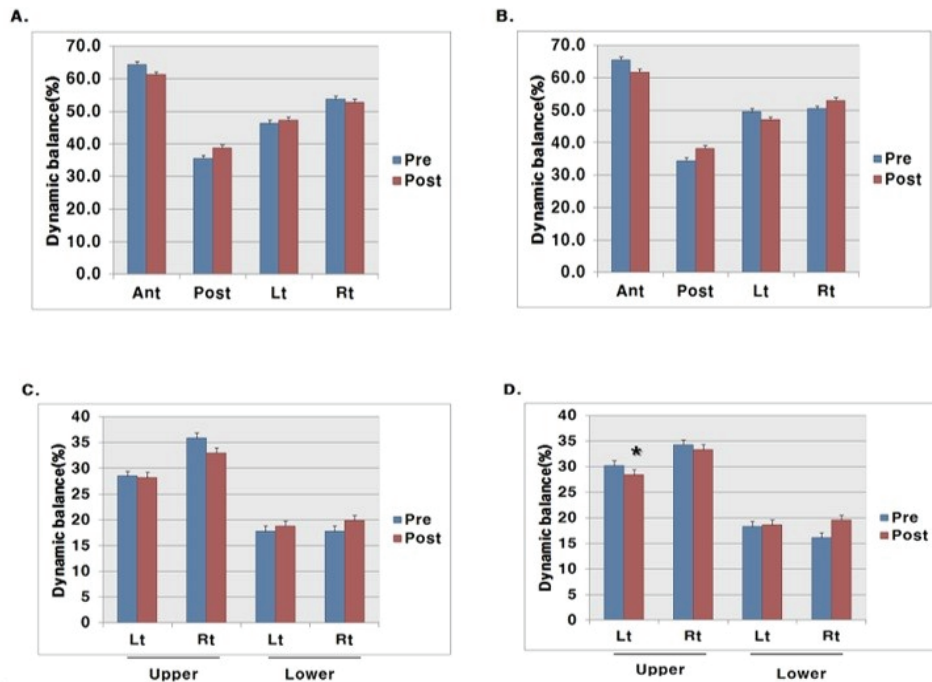 A.
Dynamic balance(%)
70.0
60.0
50.0
40.0
30.0
20.0
10.0
0.0
Ant Post Lt Rt
Pre
Post
B.
Dynamic balance(%)
70.0
60.0
50.0
40.0
30.0
20.0
10.0
0.0
Ant Post Lt Rt
Pre
Post
C.
Dynamic balance(%)
40
35
30
25
20
15
10
5
0
Lt Rt Lt Rt
Upper Lower
Pre
Post
D.
Dynamic balance(%)
40
35
30
25
20
15
10
5
0
*
Lt Rt Lt Rt
Upper Lower
Pre
Post